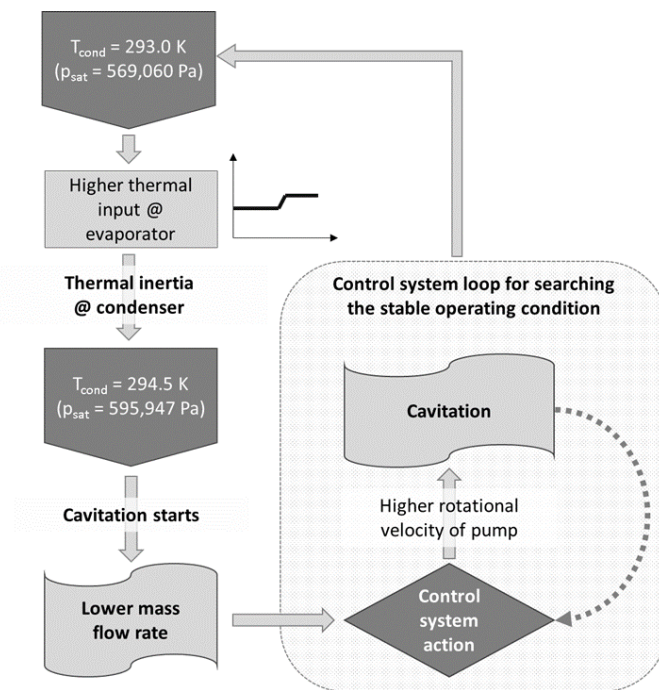 T_cond = 293.0 K
(p_sat = 569,060 Pa)
Higher thermal
input @
evaporator
Thermal inertia
@ condenser
T_cond = 294.5 K
(p_sat = 595,947 Pa)
Cavitation starts
Lower mass
flow rate
Control system loop for searching
the stable operating condition
Cavitation
Higher rotational
velocity of pump
Control
system
action